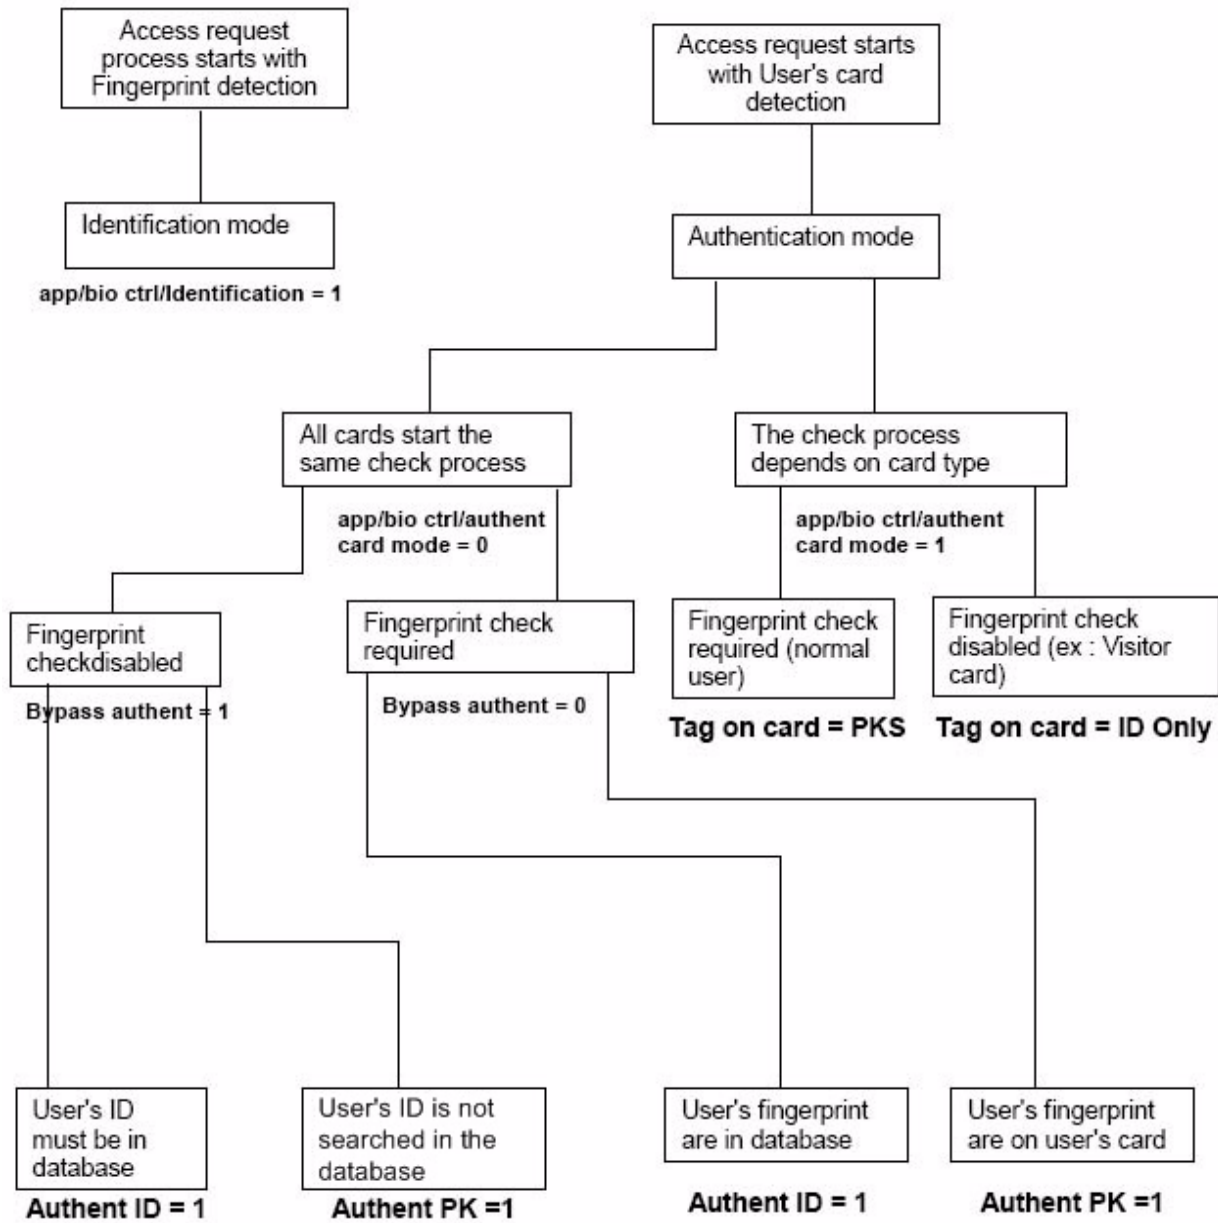 Access request
process starts with
Fingerprint detection
Access request starts
with User's card
detection
Identification mode
Authentication mode
app/bio ctrl/Identification = 1
All cards start the
same check process
The check process
depends on card type
app/bio ctrl/authent
card mode = 0
app/bio ctrl/authent
card mode = 1
Fingerprint
checkdisabled
Fingerprint check
required
Fingerprint check
required (normal
user)
Fingerprint check
disabled (ex : Visitor
card)
Bypass authent = 1
Bypass authent = 0
Tag on card = PKS
Tag on card = ID Only
User's ID
must be in
database
User's ID is not
searched in the
database
User's fingerprint
are in database
User's fingerprint
are on user's card
Authent ID = 1
Authent PK =1
Authent ID = 1
Authent PK =1